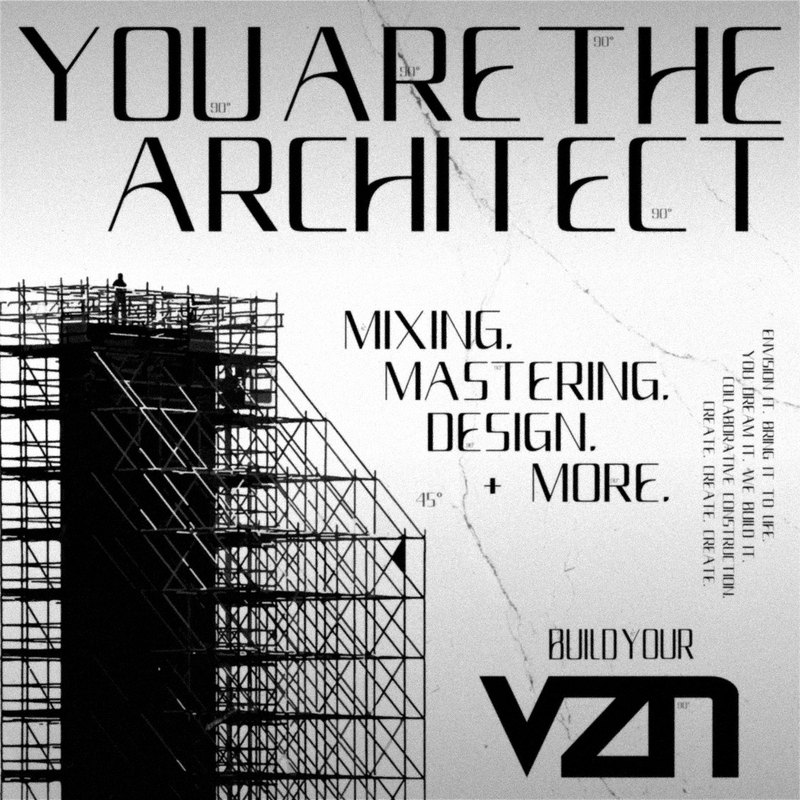 YOU ARE THE
90°
90°
90°
ARCHITECT
90°
MIXING.
MASTERING.
DESIGN.
+ MORE.
45°
ENVISION IT. BRING IT TO LIFE.
YOU DREAM IT. WE BUILD IT.
COLLABORATIVE CONSTRUCTION.
CREATE. CREATE. CREATE.
BUILD YOUR
VZN
90°